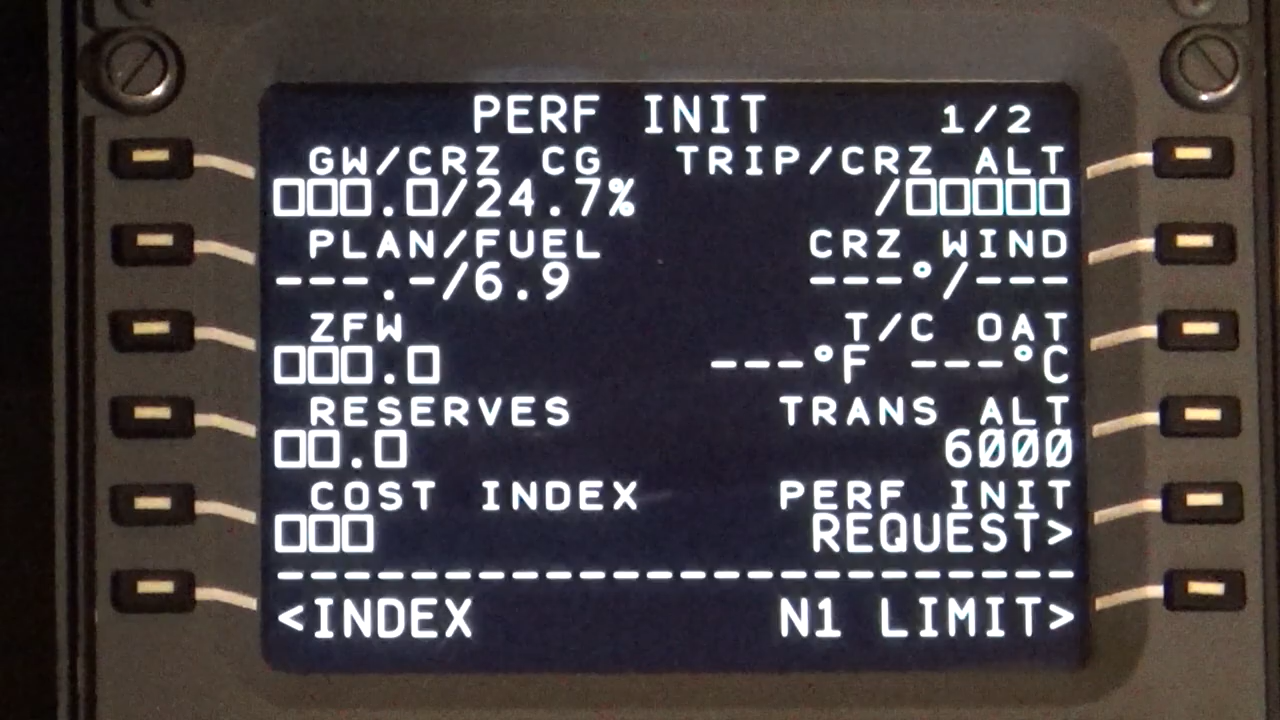 PERF INIT 1/2
GW/CRZ CG TRIP/CRZ ALT
□□□.□/24.7% /□□□□□
PLAN/FUEL CRZ WIND
---.-/6.9 ---°/---
ZFW T/C OAT
□□□.□ ---°F ---°C
RESERVES TRANS ALT
□□.□ 6000
COST INDEX PERF INIT
□□□ REQUEST>
-------------------------
<INDEX N1 LIMIT>